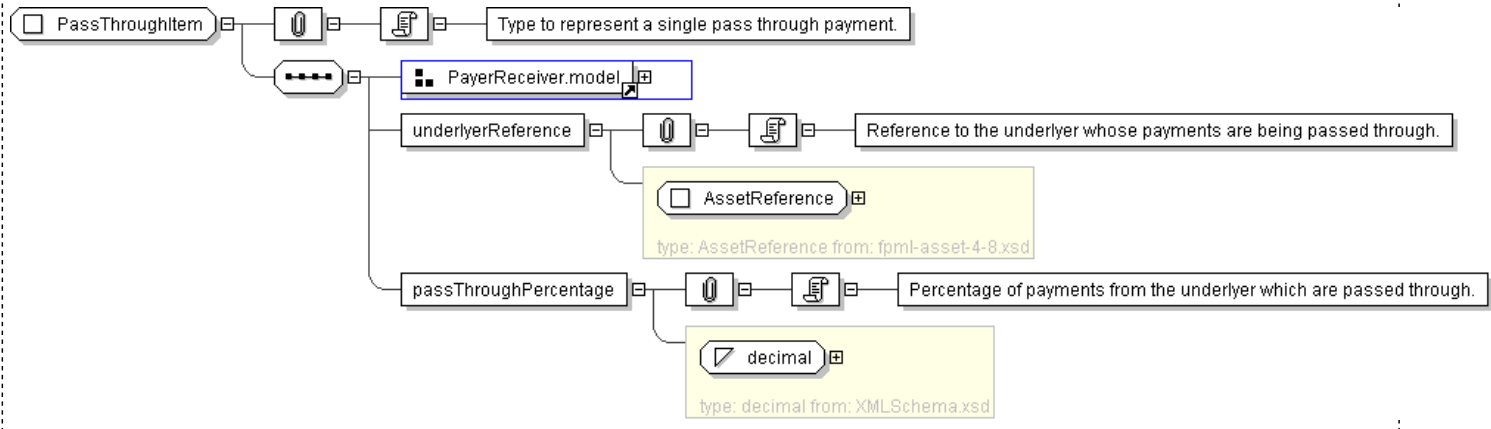 PassThroughItem
Type to represent a single pass through payment.
PayerReceiver.model
underlyerReference
Reference to the underlyer whose payments are being passed through.
AssetReference
type: AssetReference from: fpml-asset-4-8.xsd
passThroughPercentage
Percentage of payments from the underlyer which are passed through.
decimal
type: decimal from: XMLSchema.xsd